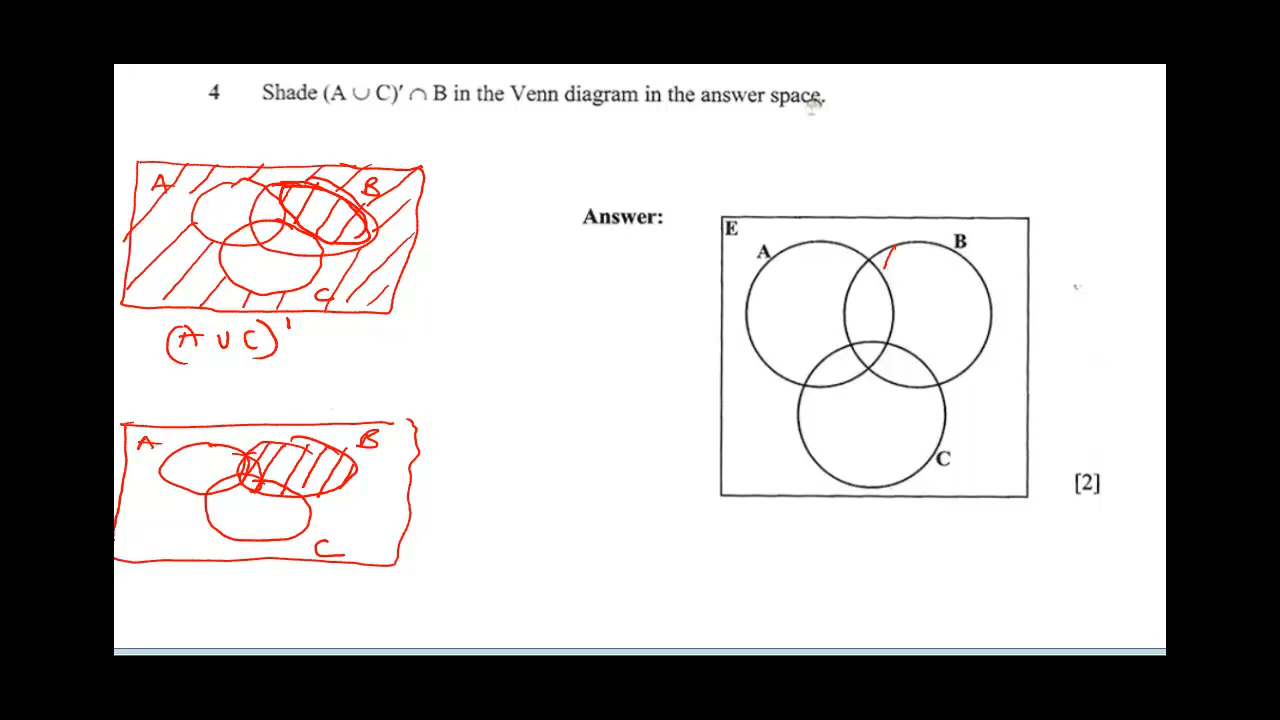 4 Shade (A ∪ C)′ ∩ B in the Venn diagram in the answer space.
A B
C
(A ∪ C)'
A B
C
Answer:
E
A B
C
[2]